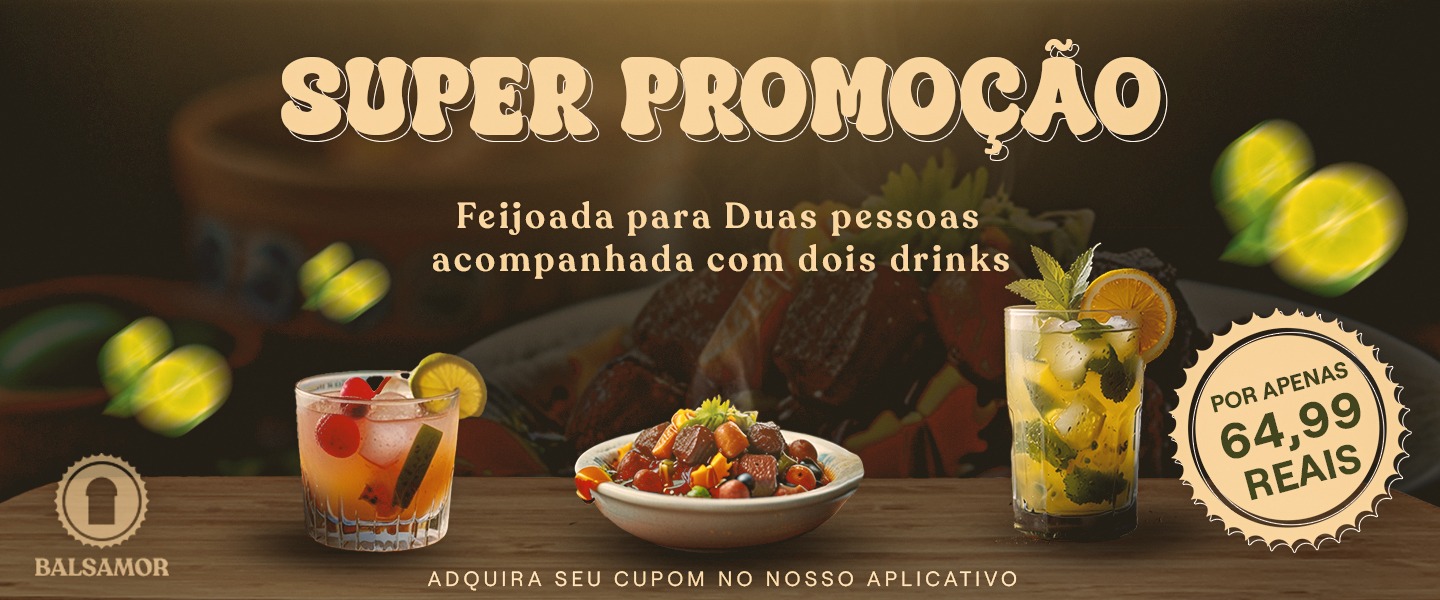 SUPER PROMOÇÃO
Feijoada para Duas pessoas
acompanhada com dois drinks
POR APENAS
64,99
REAIS
BALSAMOR
ADQUIRA SEU CUPOM NO NOSSO APLICATIVO